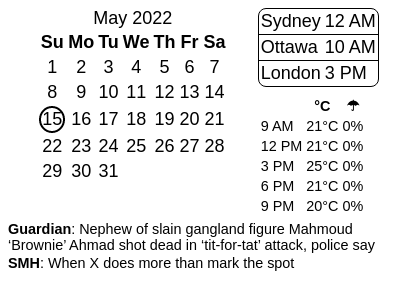 May 2022
Su Mo Tu We Th Fr Sa
1 2 3 4 5 6 7
8 9 10 11 12 13 14
15 16 17 18 19 20 21
22 23 24 25 26 27 28
29 30 31
Sydney 12 AM
Ottawa 10 AM
London 3 PM
°C ☂
9 AM 21°C 0%
12 PM 21°C 0%
3 PM 25°C 0%
6 PM 21°C 0%
9 PM 20°C 0%
Guardian: Nephew of slain gangland figure Mahmoud
‘Brownie’ Ahmad shot dead in ‘tit-for-tat’ attack, police say
SMH: When X does more than mark the spot